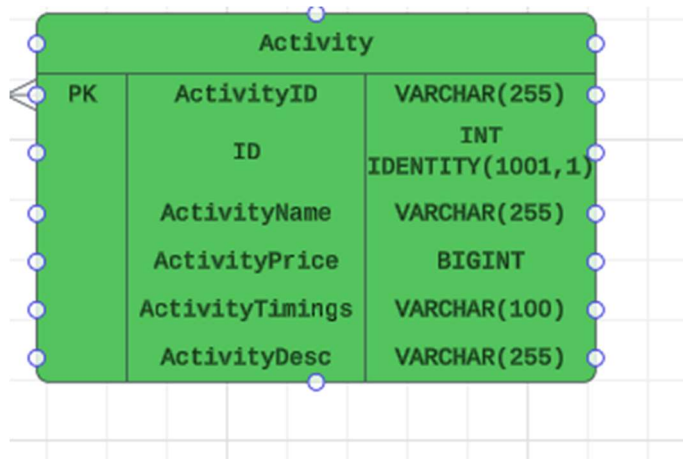 Activity
PK ActivityID VARCHAR(255)
ID INT IDENTITY(1001,1)
ActivityName VARCHAR(255)
ActivityPrice BIGINT
ActivityTimings VARCHAR(100)
ActivityDesc VARCHAR(255)